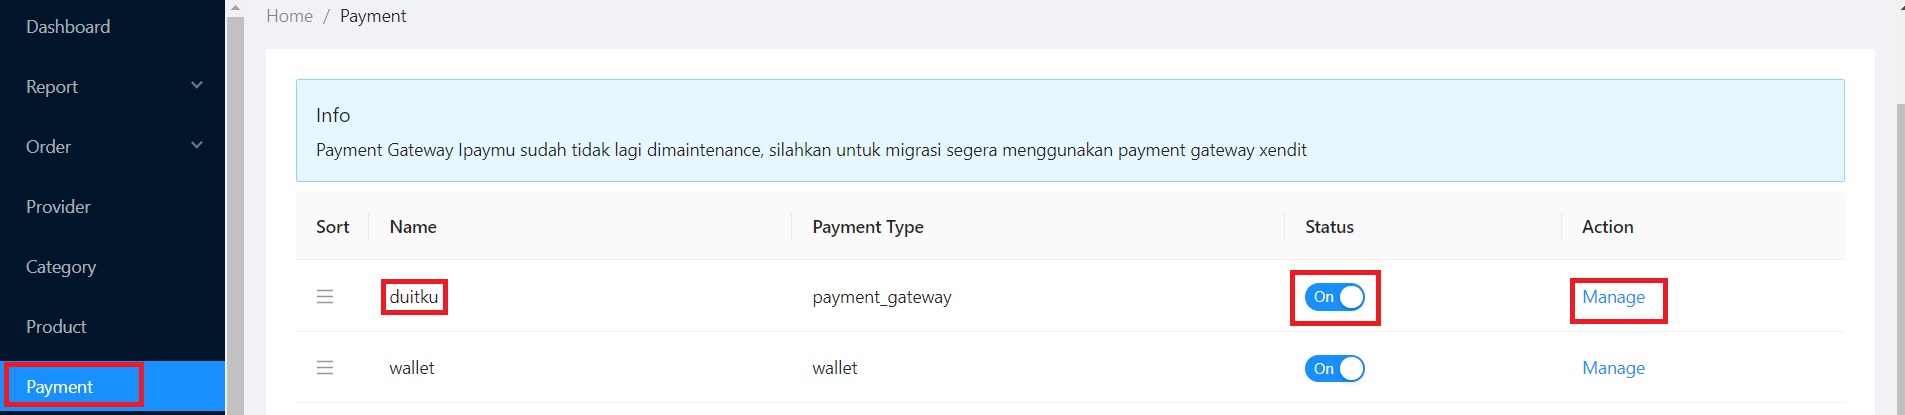 Dashboard
Report
Order
Provider
Category
Product
Payment
Home / Payment
Info
Payment Gateway Ipaymu sudah tidak lagi dimaintenance, silahkan untuk migrasi segera menggunakan payment gateway xendit
Sort Name Payment Type Status Action
duitku payment_gateway On Manage
wallet wallet On Manage